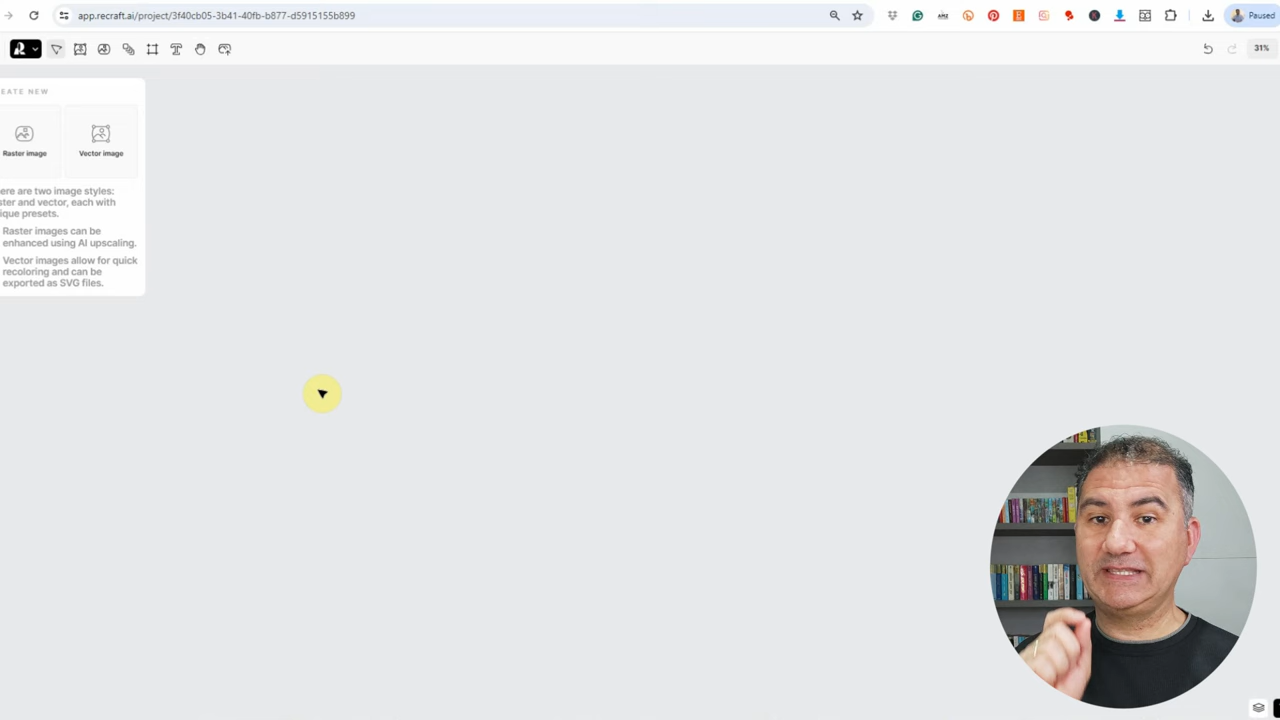 app.recraft.ai/project/3f40cb05-3b41-40fb-b877-d5915155b899
Paused
31%
EATE NEW
Raster image
Vector image
ere are two image styles:
ster and vector, each with
ique presets.
Raster images can be
enhanced using AI upscaling.
Vector images allow for quick
recoloring and can be
exported as SVG files.